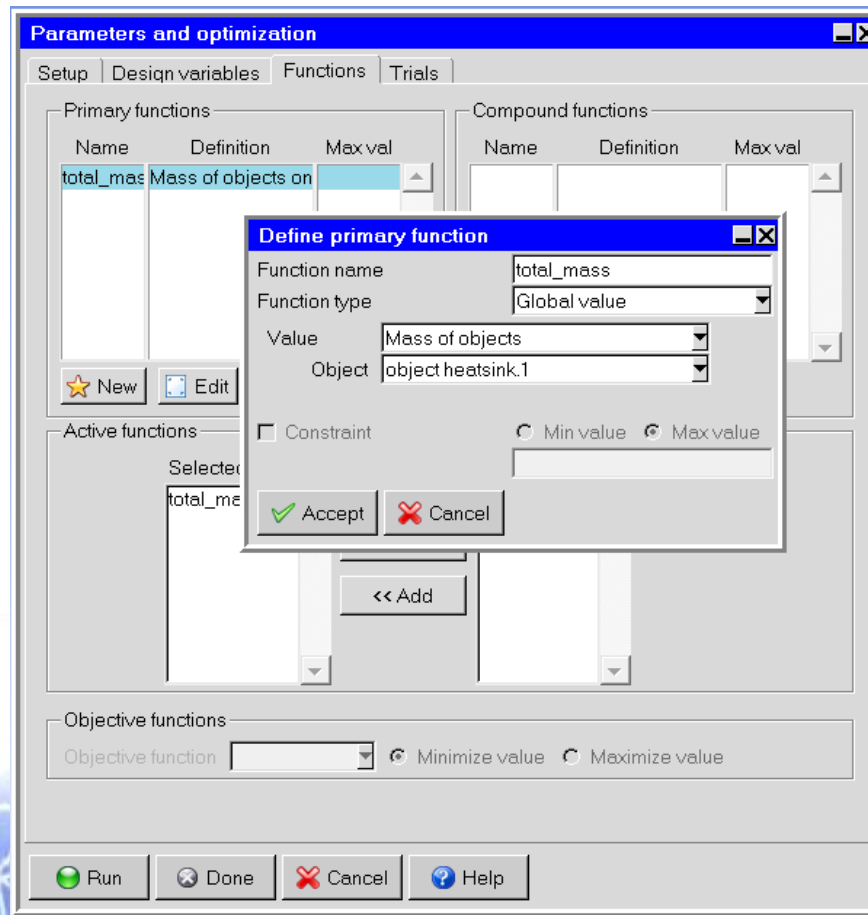 Parameters and optimization
Setup Design variables Functions Trials
Primary functions
Name Definition Max val
total_mas Mass of objects on
Compound functions
Name Definition Max val
New Edit
Define primary function
Function name total_mass
Function type Global value
Value Mass of objects
Object object heatsink.1
Constraint Min value Max value
Accept Cancel
Active functions
Selected
total_ma
<< Add
Objective functions
Objective function Minimize value Maximize value
Run Done Cancel Help